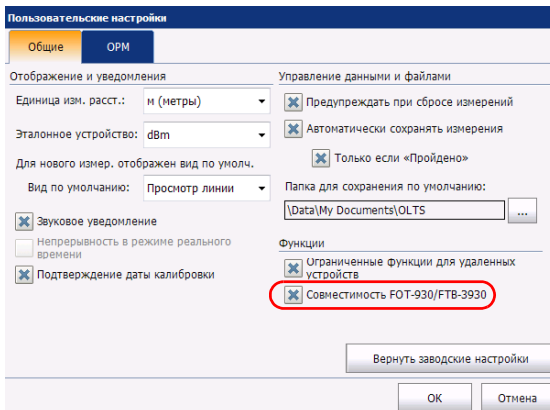 Пользовательские настройки
Общие
OPM
Отображение и уведомления
Единица изм. расст.: м (метры)
Эталонное устройство: dBm
Для нового измер. отображен вид по умолч.
Вид по умолчанию: Просмотр линии
Звуковое уведомление
Непрерывность в режиме реального
времени
Подтверждение даты калибровки
Управление данными и файлами
Предупреждать при сбросе измерений
Автоматически сохранять измерения
Только если «Пройдено»
Папка для сохранения по умолчанию:
\Data\My Documents\OLTS ...
Функции
Ограниченные функции для удаленных
устройств
Совместимость FOT-930/FTB-3930
Вернуть заводские настройки
OK
Отмена